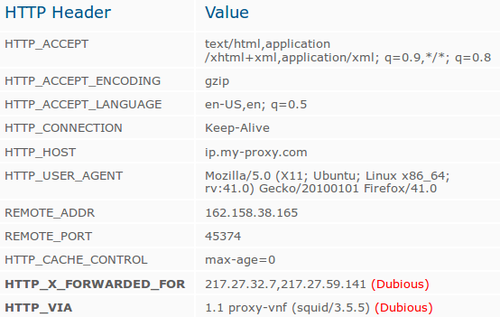 HTTP Header Value
HTTP_ACCEPT text/html,application
/xhtml+xml,application/xml; q=0.9,*/*; q=0.8
HTTP_ACCEPT_ENCODING gzip
HTTP_ACCEPT_LANGUAGE en-US,en; q=0.5
HTTP_CONNECTION Keep-Alive
HTTP_HOST ip.my-proxy.com
HTTP_USER_AGENT Mozilla/5.0 (X11; Ubuntu; Linux x86_64;
rv:41.0) Gecko/20100101 Firefox/41.0
REMOTE_ADDR 162.158.38.165
REMOTE_PORT 45374
HTTP_CACHE_CONTROL max-age=0
HTTP_X_FORWARDED_FOR 217.27.32.7,217.27.59.141 (Dubious)
HTTP_VIA 1.1 proxy-vnf (squid/3.5.5) (Dubious)